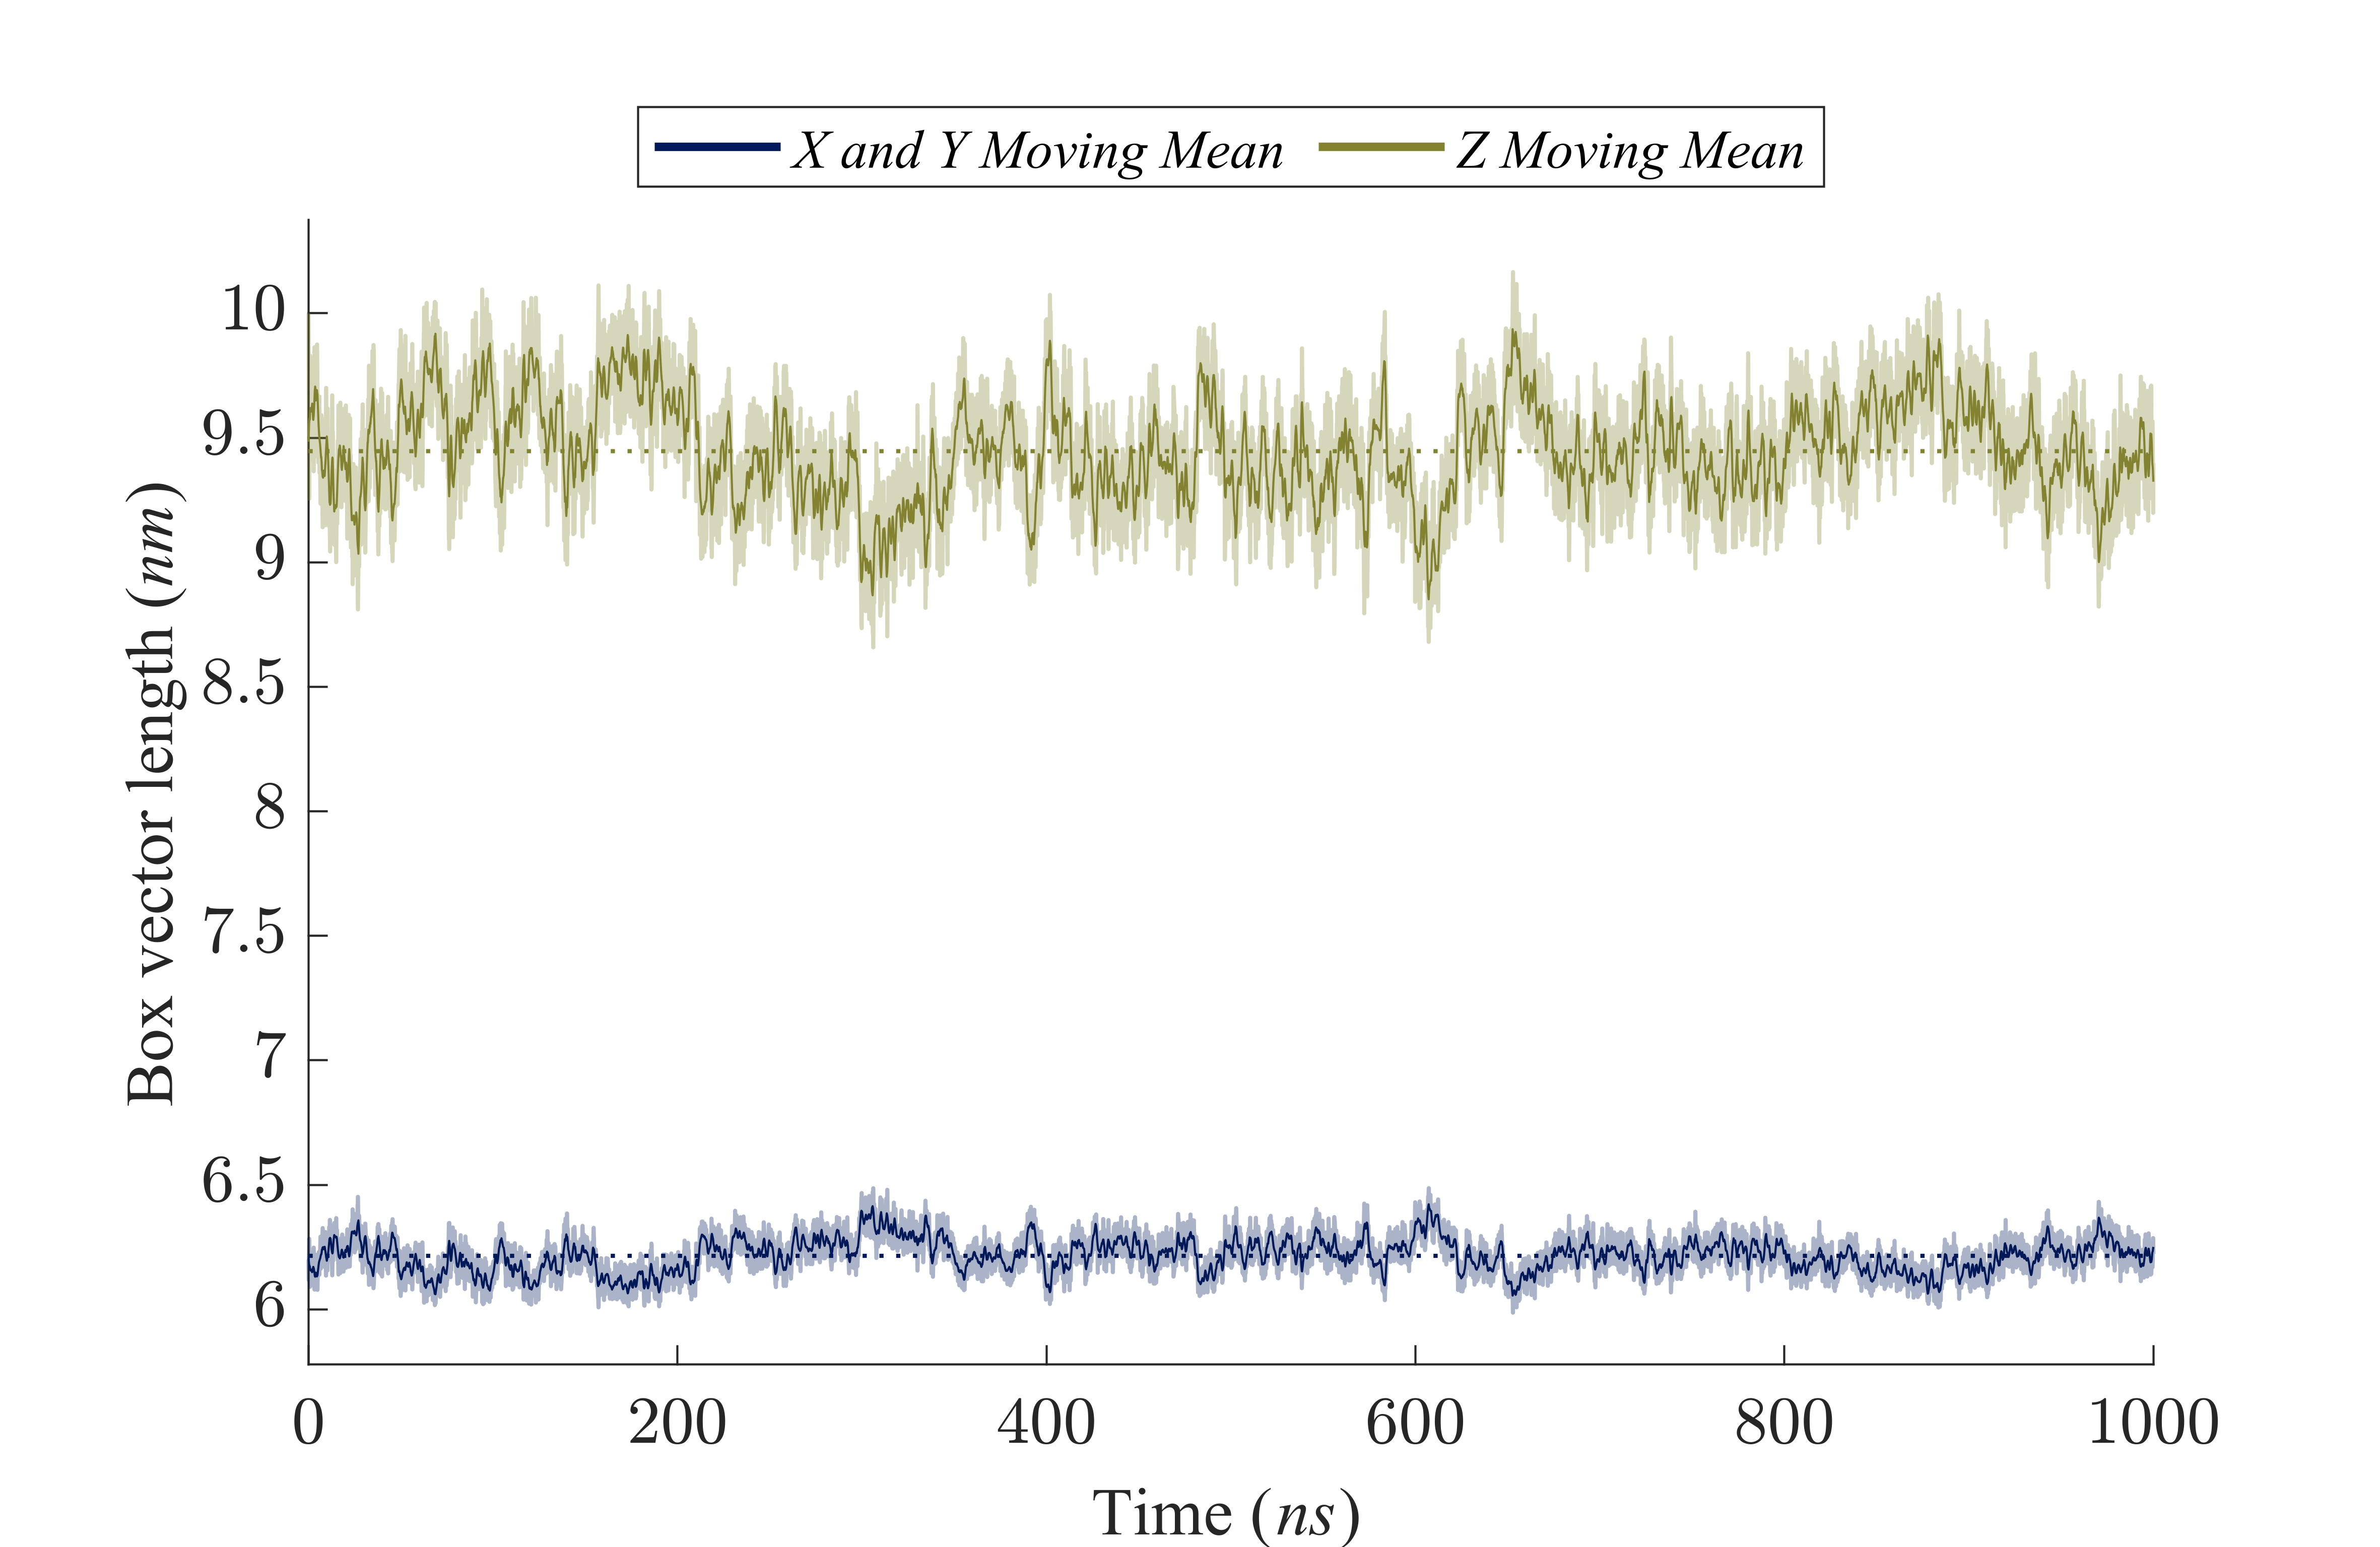 X and Y Moving Mean Z Moving Mean
Box vector length (nm)
10
9.5
9
8.5
8
7.5
7
6.5
6
0 200 400 600 800 1000
Time (ns)